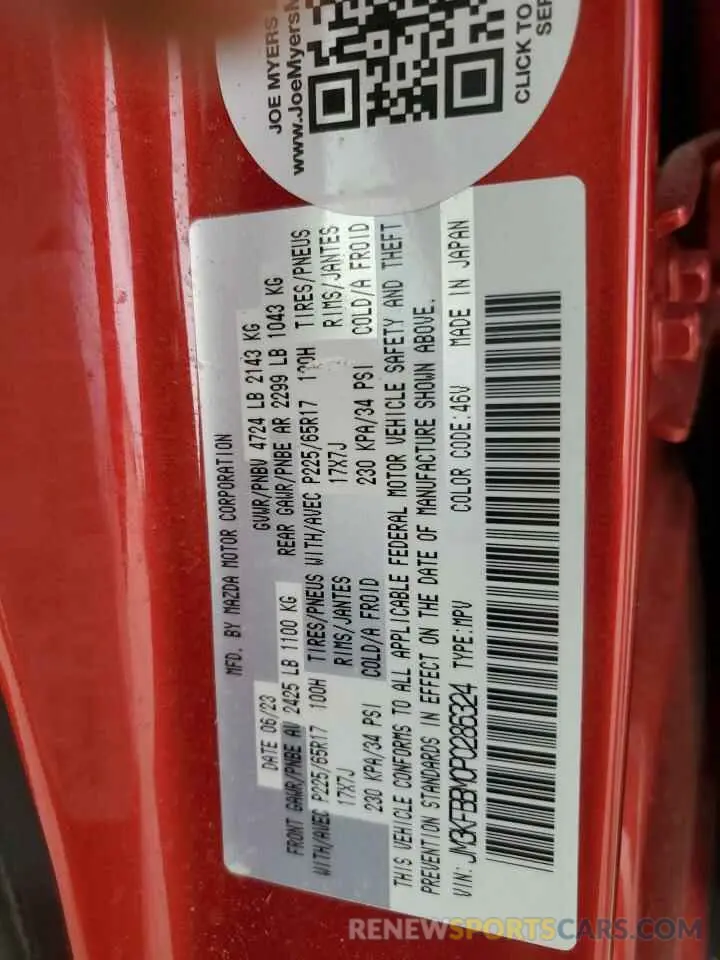 JOE MYERS
www.JoeMyers
CLICK TO
SER
MFD. BY MAZDA MOTOR CORPORATION
DATE 06/23 GVWR/PNBV 4724 LB 2143 KG
FRONT GAWR/PNBE AV 2425 LB 1100 KG REAR GAWR/PNBE AR 2299 LB 1043 KG
WITH/AVEC P225/65R17 100H TIRES/PNEUS WITH/AVEC P225/65R17 100H TIRES/PNEUS
17X7J RIMS/JANTES 17X7J RIMS/JANTES
230 KPA/34 PSI COLD/A FROID 230 KPA/34 PSI COLD/A FROID
THIS VEHICLE CONFORMS TO ALL APPLICABLE FEDERAL MOTOR VEHICLE SAFETY AND THEFT
PREVENTION STANDARDS IN EFFECT ON THE DATE OF MANUFACTURE SHOWN ABOVE.
VIN: JM3KFBBM0P0286324 TYPE:MPV COLOR CODE:46V MADE IN JAPAN
RENEWSPORTSCARS.COM